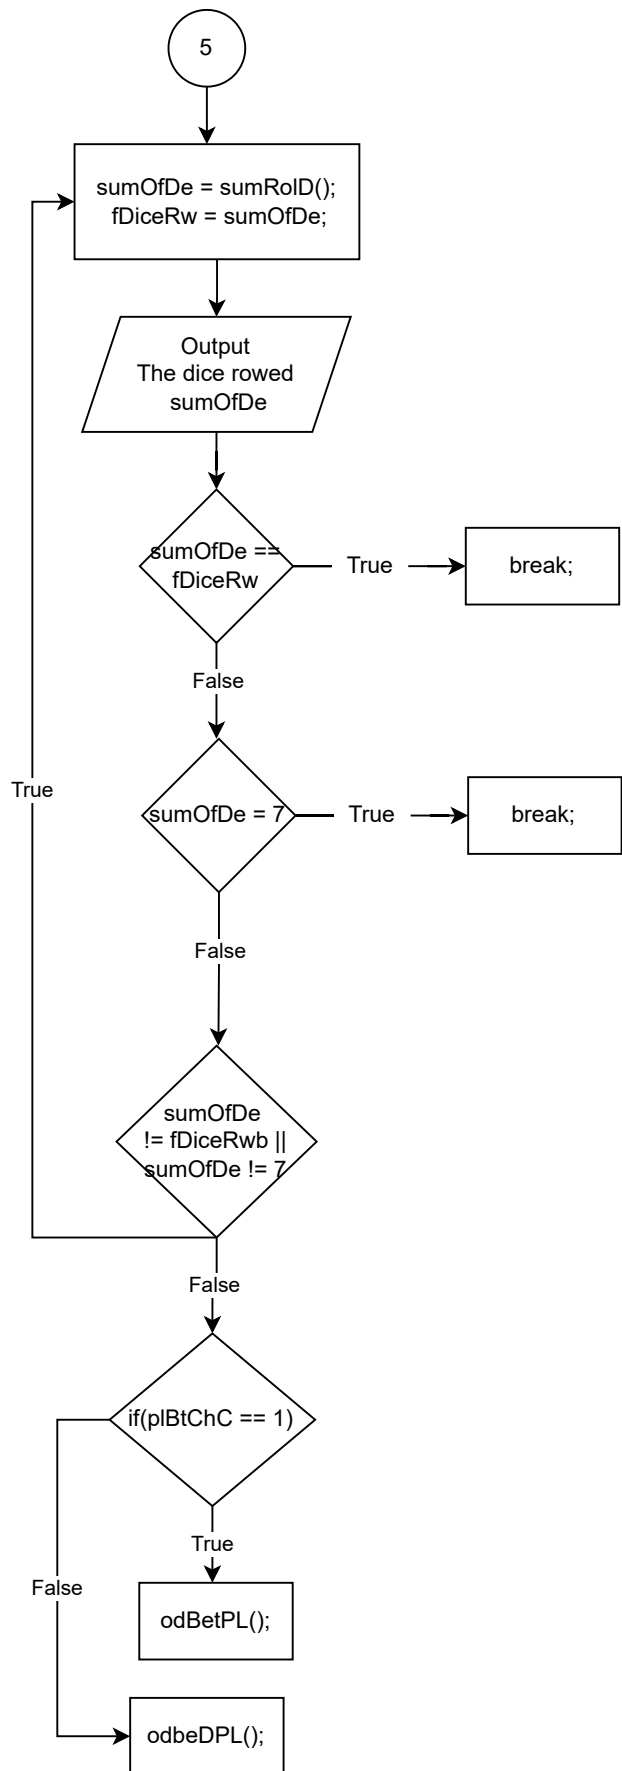 5
sumOfDe = sumRolD();
fDiceRw = sumOfDe;
Output
The dice rowed
sumOfDe
sumOfDe ==
fDiceRw
True
break;
False
sumOfDe = 7
True
break;
True
False
sumOfDe
!= fDiceRwb ||
sumOfDe != 7
False
if(plBtChC == 1)
True
False
odBetPL();
odbeDPL();